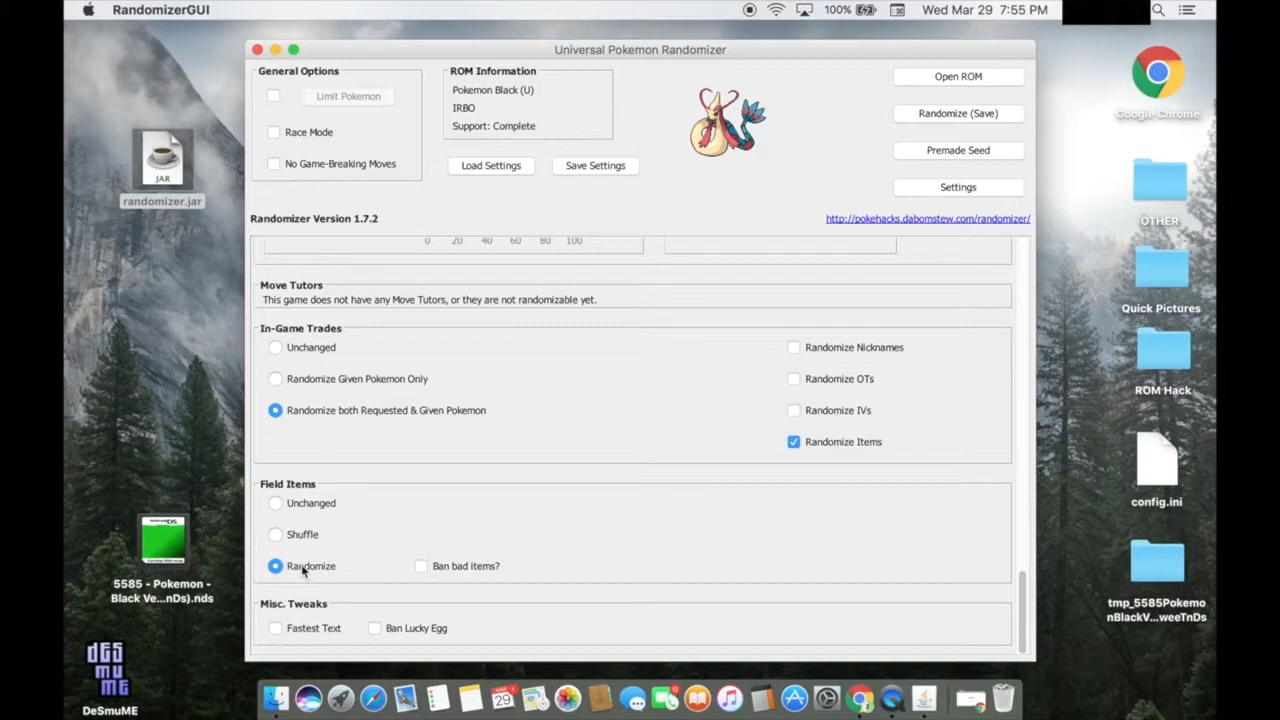 RandomizerGUI
100%
Wed Mar 29 7:55 PM
Universal Pokemon Randomizer
General Options
Limit Pokemon
Race Mode
No Game-Breaking Moves
ROM Information
Pokemon Black (U)
IRBO
Support: Complete
Load Settings
Save Settings
Open ROM
Randomize (Save)
Premade Seed
Settings
Randomizer Version 1.7.2
http://pokehacks.dabomstew.com/randomizer/
0 20 40 60 80 100
Move Tutors
This game does not have any Move Tutors, or they are not randomizable yet.
In-Game Trades
Unchanged
Randomize Given Pokemon Only
Randomize both Requested & Given Pokemon
Randomize Nicknames
Randomize OTs
Randomize IVs
Randomize Items
Field Items
Unchanged
Shuffle
Randomize
Ban bad items?
Misc. Tweaks
Fastest Text
Ban Lucky Egg
JAR
randomizer.jar
5585 - Pokemon -
Black Ve...nDs).nds
DeSmuME
Google Chrome
OTHER
Quick Pictures
ROM Hack
config.ini
tmp_5585Pokemo
nBlackV...weeTnDs